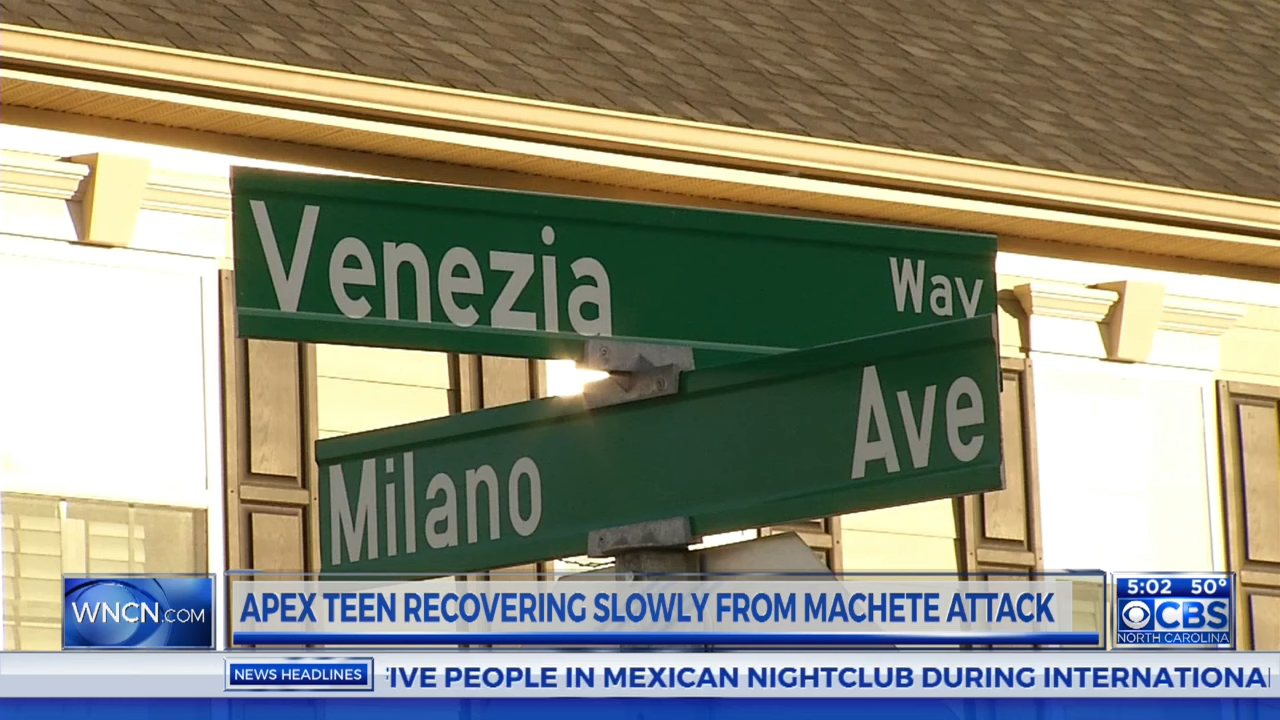 Venezia Way
Milano Ave
WNCN.COM
APEX TEEN RECOVERING SLOWLY FROM MACHETE ATTACK
5:02 50°
CBS
NORTH CAROLINA
NEWS HEADLINES
PEOPLE IN MEXICAN NIGHTCLUB DURING